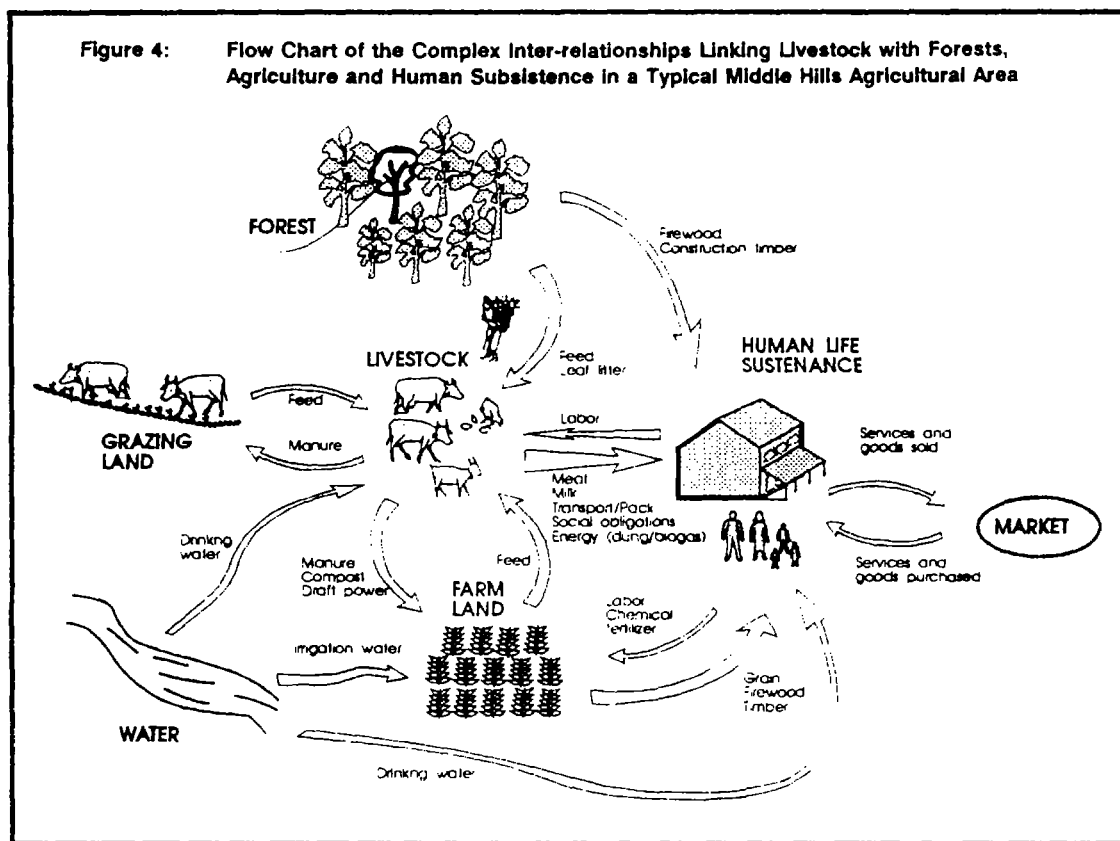 Figure 4: Flow Chart of the Complex Inter-relationships Linking Livestock with Forests,
Agriculture and Human Subsistence in a Typical Middle Hills Agricultural Area
FOREST
Firewood
Construction timber
LIVESTOCK
Feed
Leaf litter
HUMAN LIFE
SUSTENANCE
Feed
GRAZING
LAND
Manure
Labor
Services and
goods sold
Meat
Milk
Transport/Pack
Social obligations
Energy (dung/biogas)
MARKET
Services and
goods purchased
Drinking
water
Manure
Compost
Draft power
Feed
FARM
LAND
Labor
Chemical
fertilizer
Irrigation water
Grain
Firewood
Timber
WATER
Drinking water